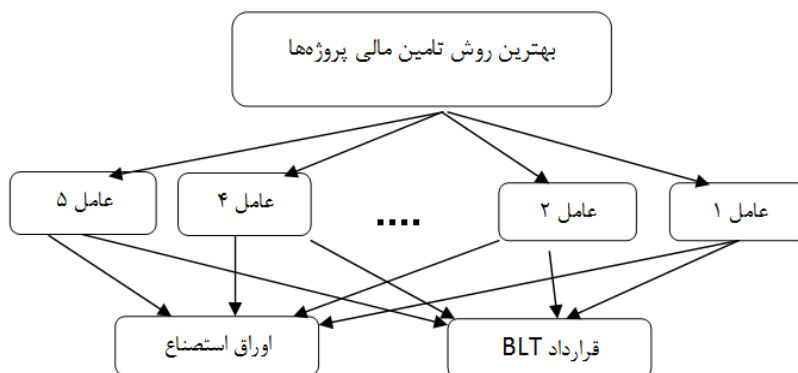 بهترین روش تامین مالی پروژه‌ها
عامل ۱
عامل ۲
....
عامل ۴
عامل ۵
قرارداد BLT
اوراق استصناع